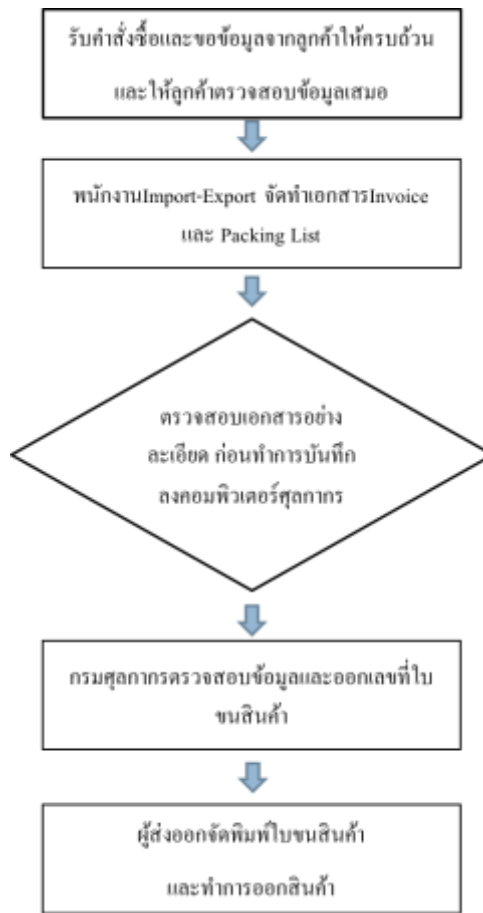 รับคำสั่งซื้อและขอข้อมูลจากลูกค้าให้ครบถ้วน
และให้ลูกค้าตรวจสอบข้อมูลเสมอ
พนักงานImport-Export จัดทำเอกสารInvoice
และ Packing List
ตรวจสอบเอกสารอย่าง
ละเอียด ก่อนทำการบันทึก
ลงคอมพิวเตอร์ศุลกากร
กรมศุลกากรตรวจสอบข้อมูลและออกเลขที่ใบ
ขนสินค้า
ผู้ส่งออกจัดพิมพ์ใบขนสินค้า
และทำการออกสินค้า